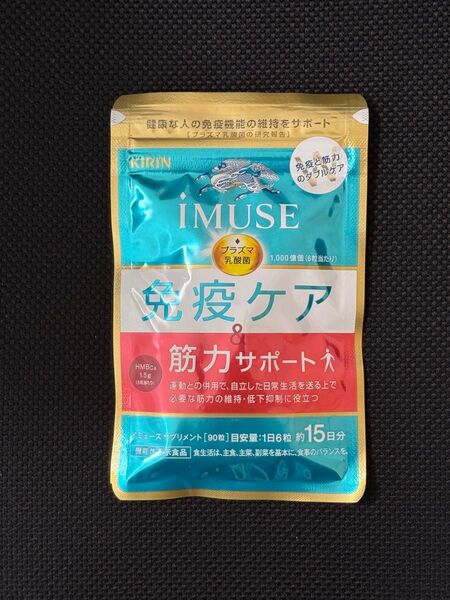 健康な人の免疫機能の維持をサポート
【プラズマ乳酸菌の研究報告】
KIRIN
免疫と筋力
のダブルケア
iMUSE
プラズマ
乳酸菌
1,000億個(6粒当たり)
免疫ケア
&
筋力サポート
HMBCa
1.5g
運動との併用で、自立した日常生活を送る上で
必要な筋力の維持・低下抑制に役立つ
イミューズサプリメント [90粒] 目安量:1日6粒 約15日分
機能性表示食品 食生活は、主食、主菜、副菜を基本に、食事のバランスを。